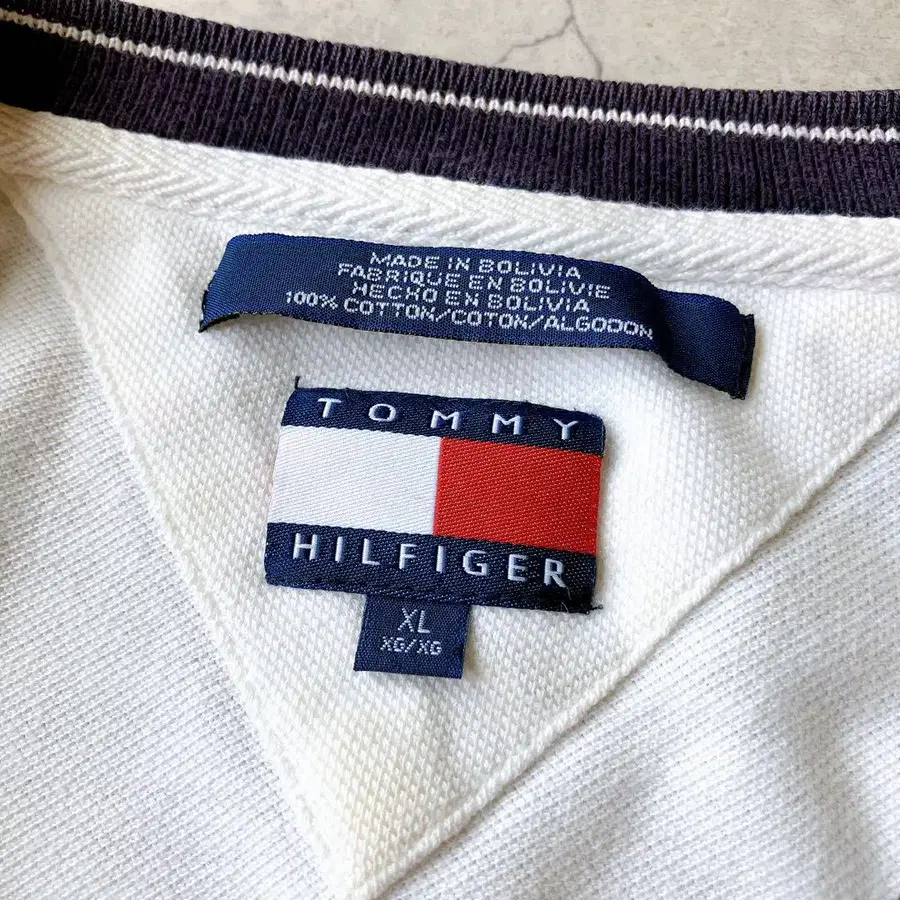 MADE IN BOLIVIA
FABRIQUE EN BOLIVIE
HECHO EN BOLIVIA
100% COTTON/COTON/ALGODON
TOMMY
HILFIGER
XL
XG/XG